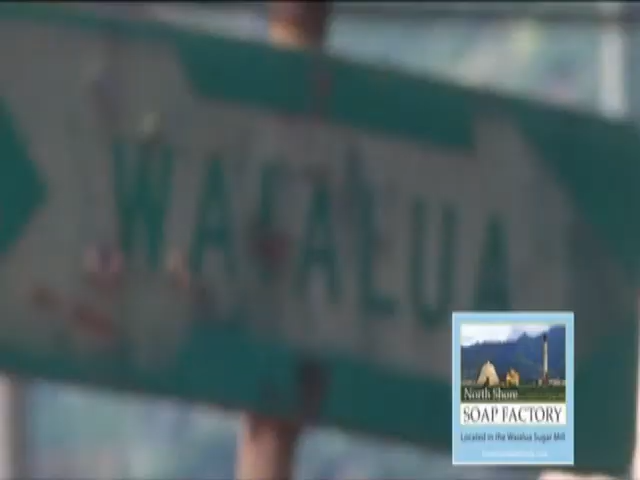 WAIALUA
North Shore
SOAP FACTORY
Located in the Waialua Sugar Mill